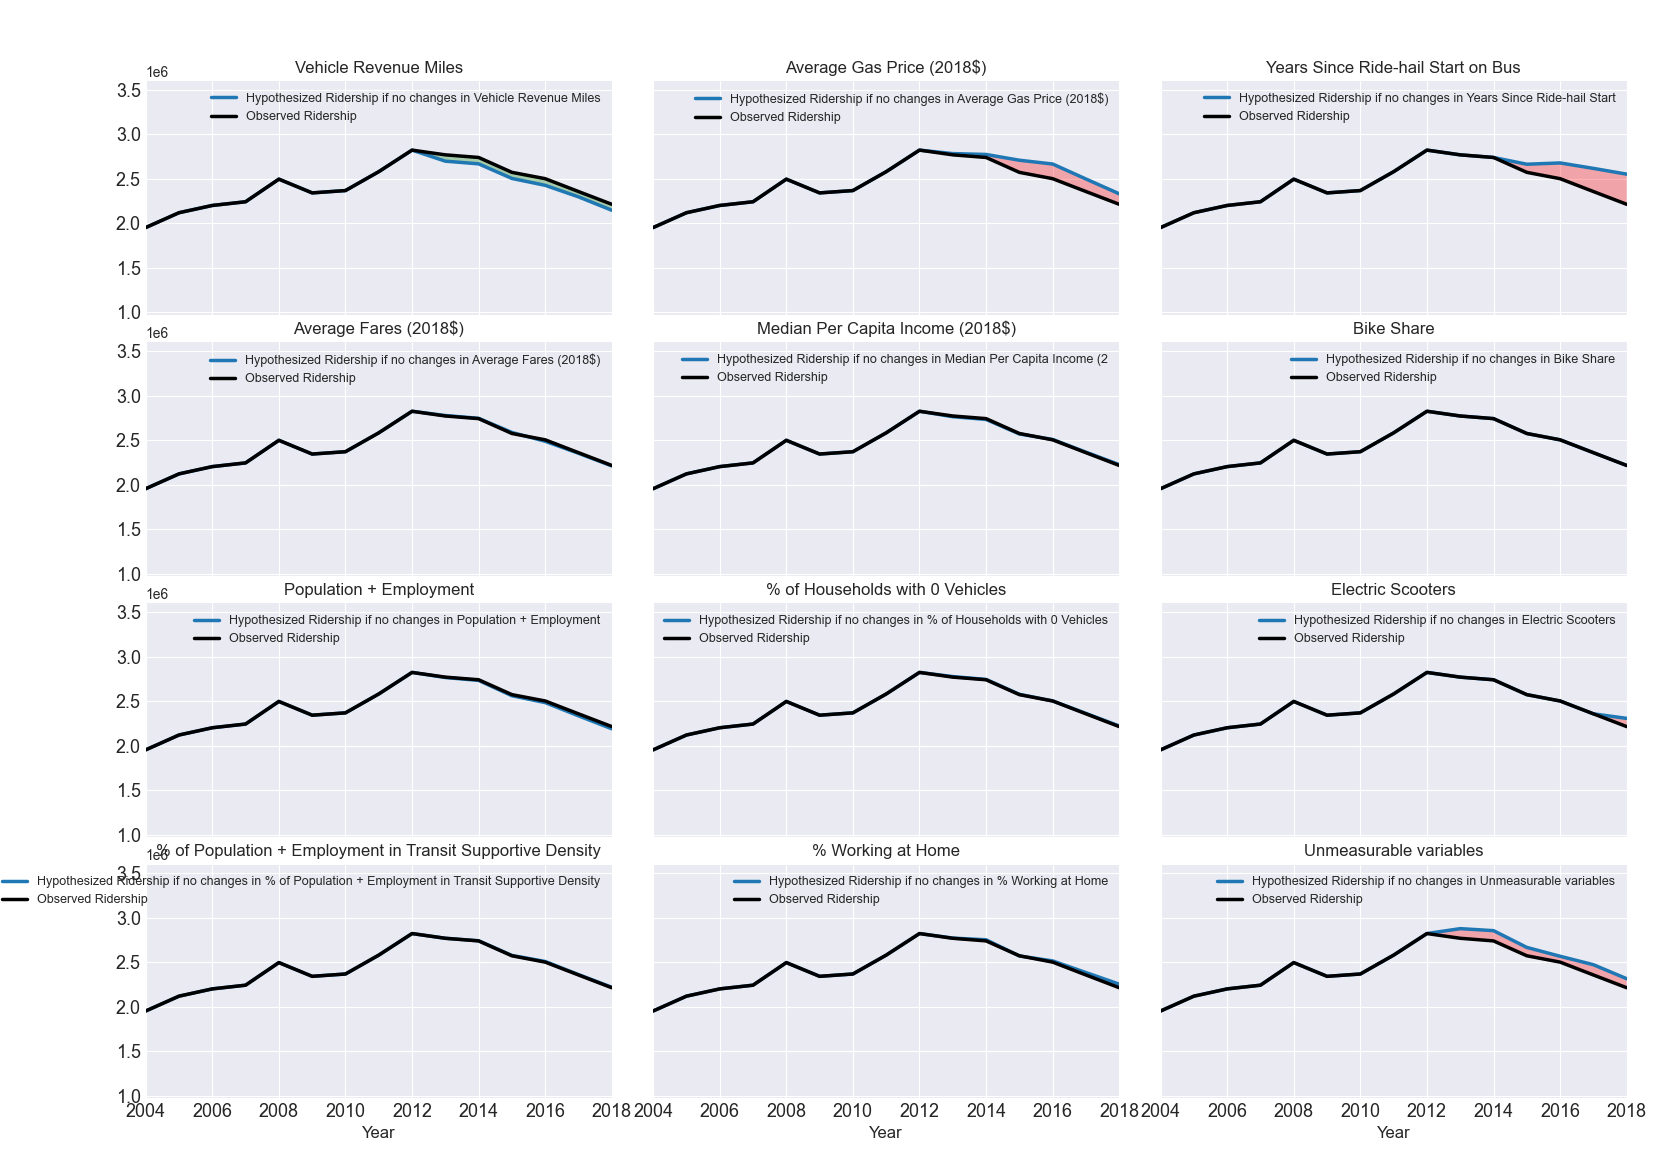 Vehicle Revenue Miles
Average Gas Price (2018$)
Years Since Ride-hail Start on Bus
1e6
3.5
3.0
2.5
2.0
1.5
1.0
Hypothesized Ridership if no changes in Vehicle Revenue Miles
Observed Ridership
Hypothesized Ridership if no changes in Average Gas Price (2018$)
Observed Ridership
Hypothesized Ridership if no changes in Years Since Ride-hail Start
Observed Ridership
Average Fares (2018$)
Median Per Capita Income (2018$)
Bike Share
1e6
3.5
3.0
2.5
2.0
1.5
1.0
Hypothesized Ridership if no changes in Average Fares (2018$)
Observed Ridership
Hypothesized Ridership if no changes in Median Per Capita Income (2
Observed Ridership
Hypothesized Ridership if no changes in Bike Share
Observed Ridership
Population + Employment
% of Households with 0 Vehicles
Electric Scooters
1e6
3.5
3.0
2.5
2.0
1.5
1.0
Hypothesized Ridership if no changes in Population + Employment
Observed Ridership
Hypothesized Ridership if no changes in % of Households with 0 Vehicles
Observed Ridership
Hypothesized Ridership if no changes in Electric Scooters
Observed Ridership
% of Population + Employment in Transit Supportive Density
% Working at Home
Unmeasurable variables
1e6
3.5
3.0
2.5
2.0
1.5
1.0
Hypothesized Ridership if no changes in % of Population + Employment in Transit Supportive Density
Observed Ridership
Hypothesized Ridership if no changes in % Working at Home
Observed Ridership
Hypothesized Ridership if no changes in Unmeasurable variables
Observed Ridership
2004 2006 2008 2010 2012 2014 2016 2018
2004 2006 2008 2010 2012 2014 2016 2018
2004 2006 2008 2010 2012 2014 2016 2018
Year
Year
Year